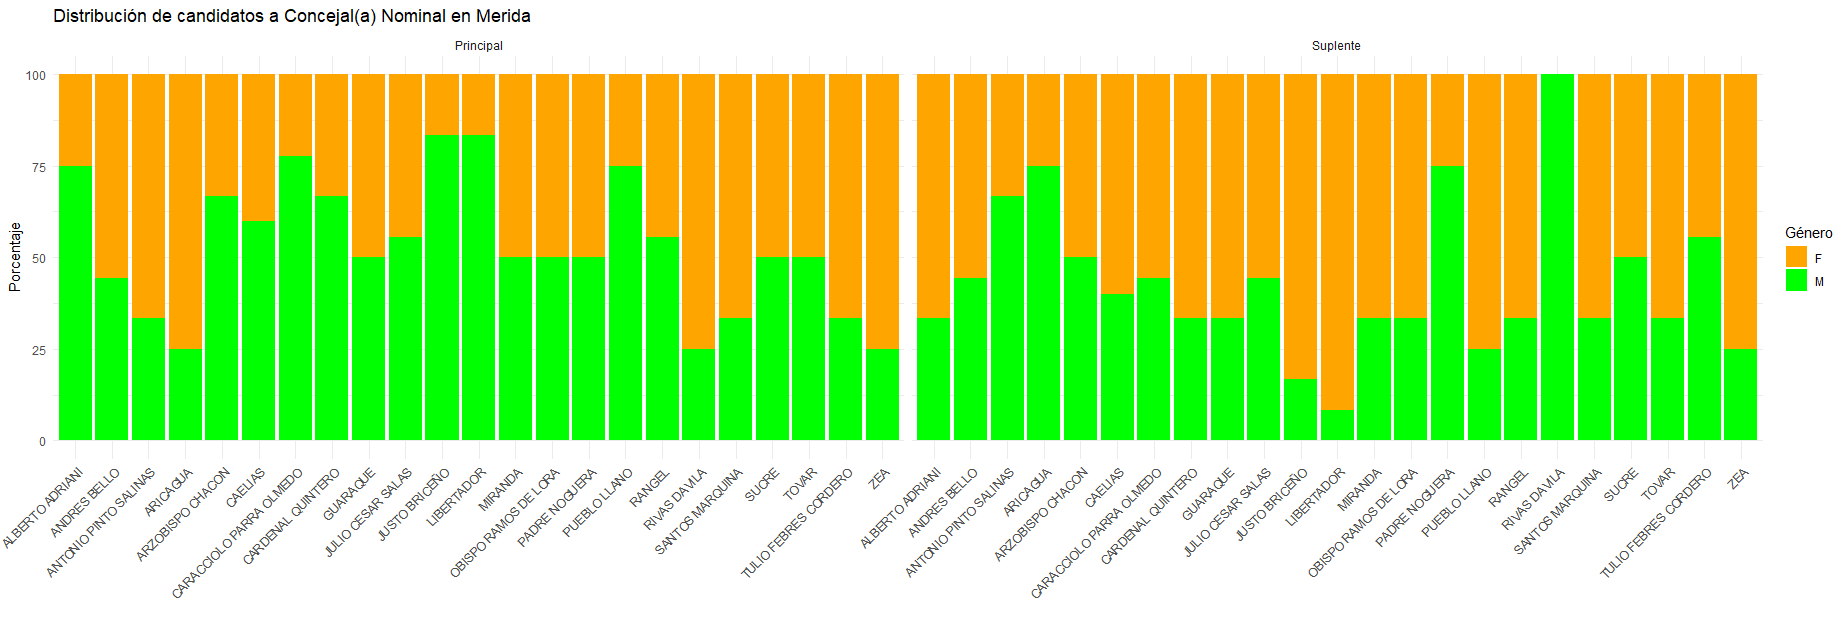 Distribución de candidatos a Concejal(a) Nominal en Merida
Principal
Suplente
Porcentaje
100
75
50
25
0
ALBERTO ADRIANI
ANDRES BELLO
ANTONIO PINTO SALINAS
ARICAGUA
ARZOBISPO CHACON
CAELIAS
CARACCIOLO PARRA OLMEDO
CARDENAL QUINTERO
GUARAQUE
JULIO CESAR SALAS
JUSTO BRICEÑO
LIBERTADOR
MIRANDA
OBISPO RAMOS DE LORA
PADRE NOGUERA
PUEBLO LLANO
RANGEL
RIVAS DAVILA
SANTOS MARQUINA
SUCRE
TOVAR
TULIO FEBRES CORDERO
ZEA
ALBERTO ADRIANI
ANDRES BELLO
ANTONIO PINTO SALINAS
ARICAGUA
ARZOBISPO CHACON
CAELIAS
CARACCIOLO PARRA OLMEDO
CARDENAL QUINTERO
GUARAQUE
JULIO CESAR SALAS
JUSTO BRICEÑO
LIBERTADOR
MIRANDA
OBISPO RAMOS DE LORA
PADRE NOGUERA
PUEBLO LLANO
RANGEL
RIVAS DAVILA
SANTOS MARQUINA
SUCRE
TOVAR
TULIO FEBRES CORDERO
ZEA
Género
F
M